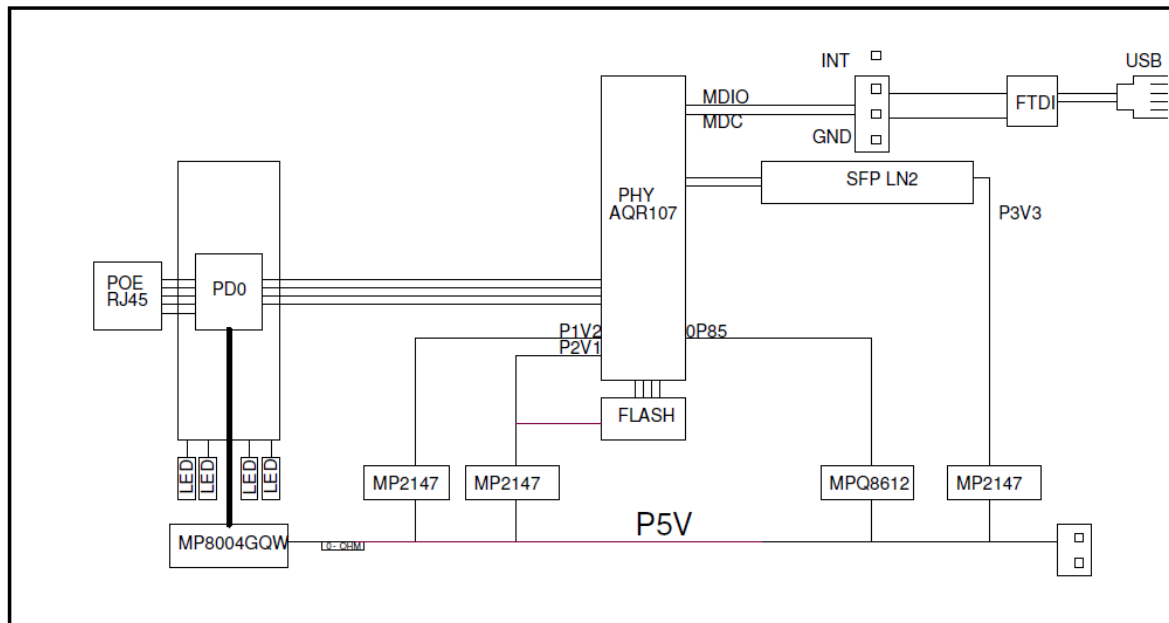 INT
USB
MDIO
FTDI
MDC
GND
SFP LN2
PHY
AQR107
P3V3
POE
RJ45
PD0
P1V2
0P85
P2V1
FLASH
LED
LED
LED
LED
MP2147
MP2147
MPQ8612
MP2147
P5V
MP8004GQW
0- OHM